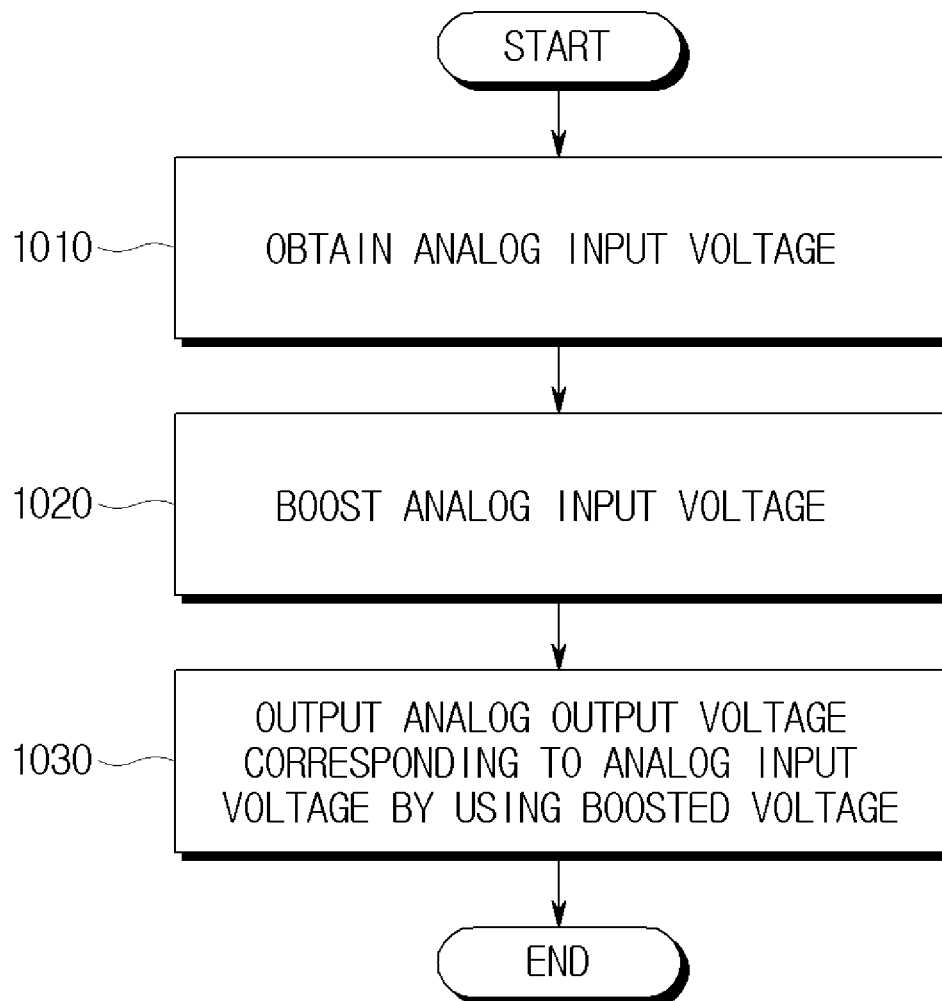 START
1010
OBTAIN ANALOG INPUT VOLTAGE
1020
BOOST ANALOG INPUT VOLTAGE
1030
OUTPUT ANALOG OUTPUT VOLTAGE
CORRESPONDING TO ANALOG INPUT
VOLTAGE BY USING BOOSTED VOLTAGE
END